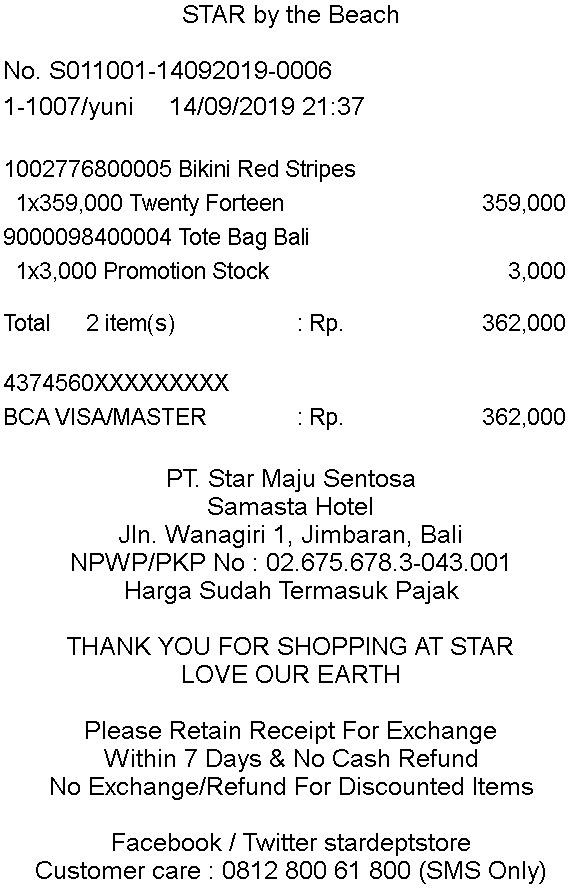 STAR by the Beach
No. S011001-14092019-0006
1-1007/yuni 14/09/2019 21:37
1002776800005 Bikini Red Stripes
1x359,000 Twenty Forteen 359,000
9000098400004 Tote Bag Bali
1x3,000 Promotion Stock 3,000
Total 2 item(s) : Rp. 362,000
4374560XXXXXXXXX
BCA VISA/MASTER : Rp. 362,000
PT. Star Maju Sentosa
Samasta Hotel
Jln. Wanagiri 1, Jimbaran, Bali
NPWP/PKP No : 02.675.678.3-043.001
Harga Sudah Termasuk Pajak
THANK YOU FOR SHOPPING AT STAR
LOVE OUR EARTH
Please Retain Receipt For Exchange
Within 7 Days & No Cash Refund
No Exchange/Refund For Discounted Items
Facebook / Twitter stardeptstore
Customer care : 0812 800 61 800 (SMS Only)